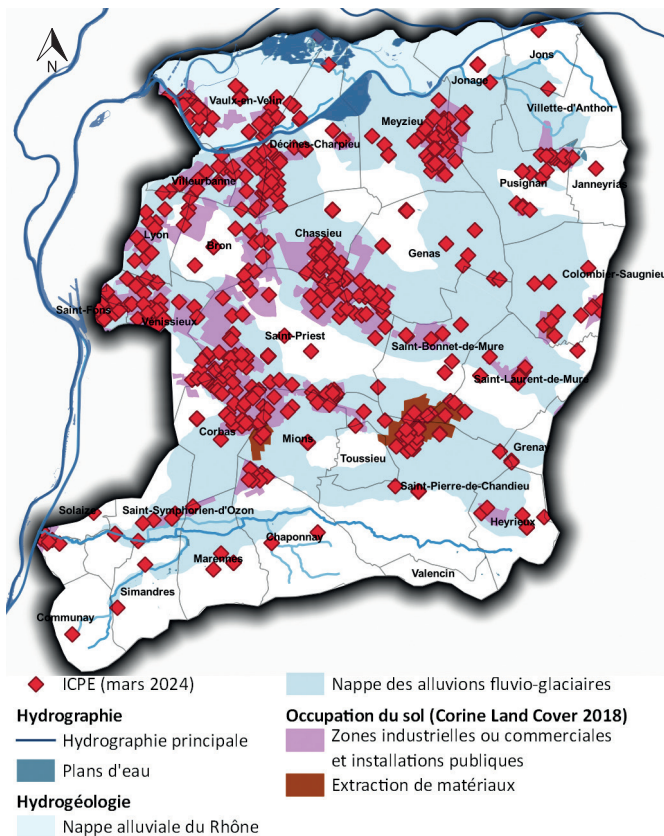 N
Jons
Jonage
Vaulx-en-Velin
Villette-d'Anthon
Meyzieu
Décines-Charpieu
Villeurbanne
Pusignan
Janneyrias
Lyon
Bron
Chassieu
Genas
Colombier-Saugnieu
Saint-Fons
Vénissieux
Saint-Priest
Saint-Bonnet-de-Mure
Saint-Laurent-de-Mure
Corbas
Mions
Toussieu
Grenay
Saint-Pierre-de-Chandieu
Solaize
Saint-Symphorien-d'Ozon
Heyrieux
Chaponnay
Marennes
Valencin
Simandres
Communay
ICPE (mars 2024)
Hydrographie
Hydrographie principale
Plans d'eau
Hydrogéologie
Nappe alluviale du Rhône
Nappe des alluvions fluvio-glaciaires
Occupation du sol (Corine Land Cover 2018)
Zones industrielles ou commerciales
et installations publiques
Extraction de matériaux